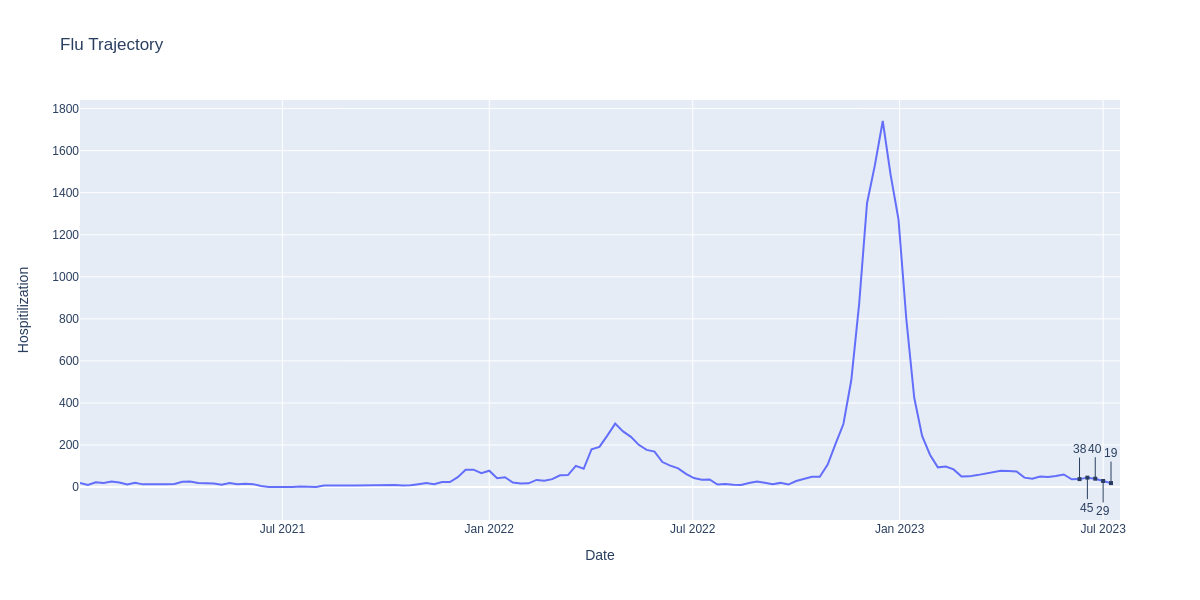 Flu Trajectory
Hospitilization
1800
1600
1400
1200
1000
800
600
400
200
0
38
40
19
45
29
Jul 2021
Jan 2022
Jul 2022
Jan 2023
Jul 2023
Date